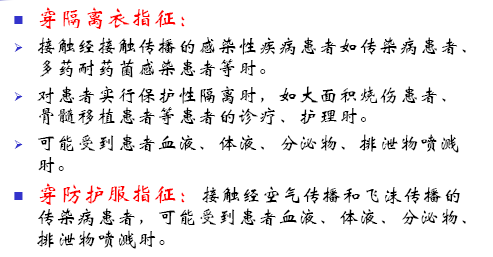 穿隔离衣指征：
接触经接触传播的感染性疾病患者如传染病患者、
多药耐药菌感染患者等时。
对患者实行保护性隔离时，如大面积烧伤患者、
骨髓移植患者等患者的诊疗、护理时。
可能受到患者血液、体液、分泌物、排泄物喷溅
时。
穿防护服指征：接触经空气传播和飞沫传播的
传染病患者，可能受到患者血液、体液、分泌物、
排泄物喷溅时。